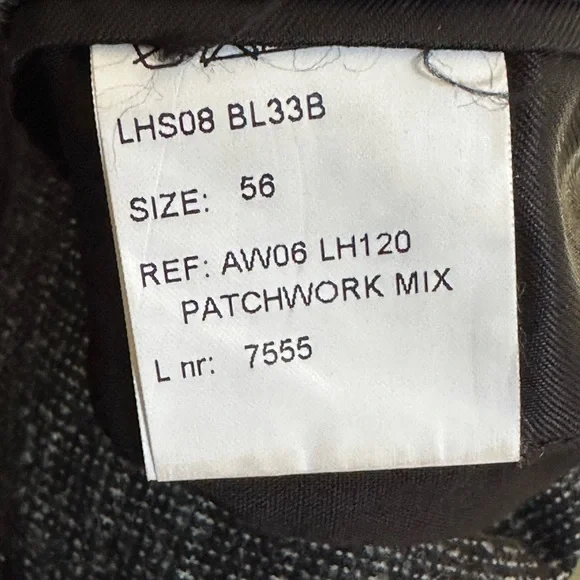 LHS08 BL33B
SIZE: 56
REF: AW06 LH120
PATCHWORK MIX
L nr: 7555